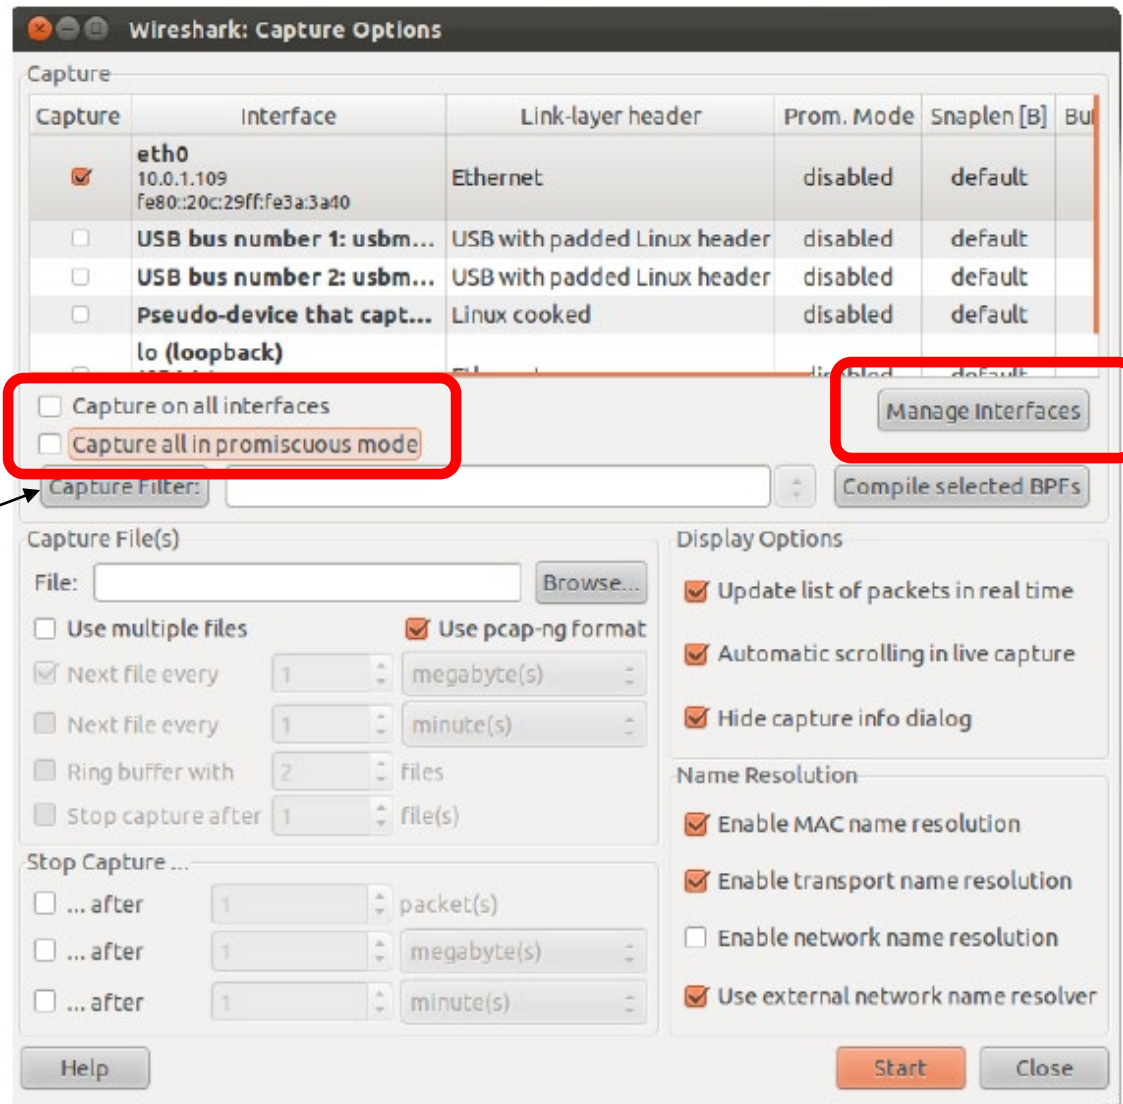 Wireshark: Capture Options
Capture
Capture Interface Link-layer header Prom. Mode Snaplen [B]
eth0
10.0.1.109 Ethernet disabled default
fe80::20c:29ff:fe3a:3a40
USB bus number 1: usbm... USB with padded Linux header disabled default
USB bus number 2: usbm... USB with padded Linux header disabled default
Pseudo-device that capt... Linux cooked disabled default
lo (loopback)
disabled default
Capture on all interfaces
Manage Interfaces
Capture all in promiscuous mode
Capture Filter: Compile selected BPFs
Capture File(s)
File: Browse...
Use multiple files Use pcap-ng format
Next file every 1 megabyte(s)
Next file every 1 minute(s)
Ring buffer with 2 files
Stop capture after 1 file(s)
Stop Capture ...
... after 1 packet(s)
... after 1 megabyte(s)
... after 1 minute(s)
Display Options
Update list of packets in real time
Automatic scrolling in live capture
Hide capture info dialog
Name Resolution
Enable MAC name resolution
Enable transport name resolution
Enable network name resolution
Use external network name resolver
Help Start Close